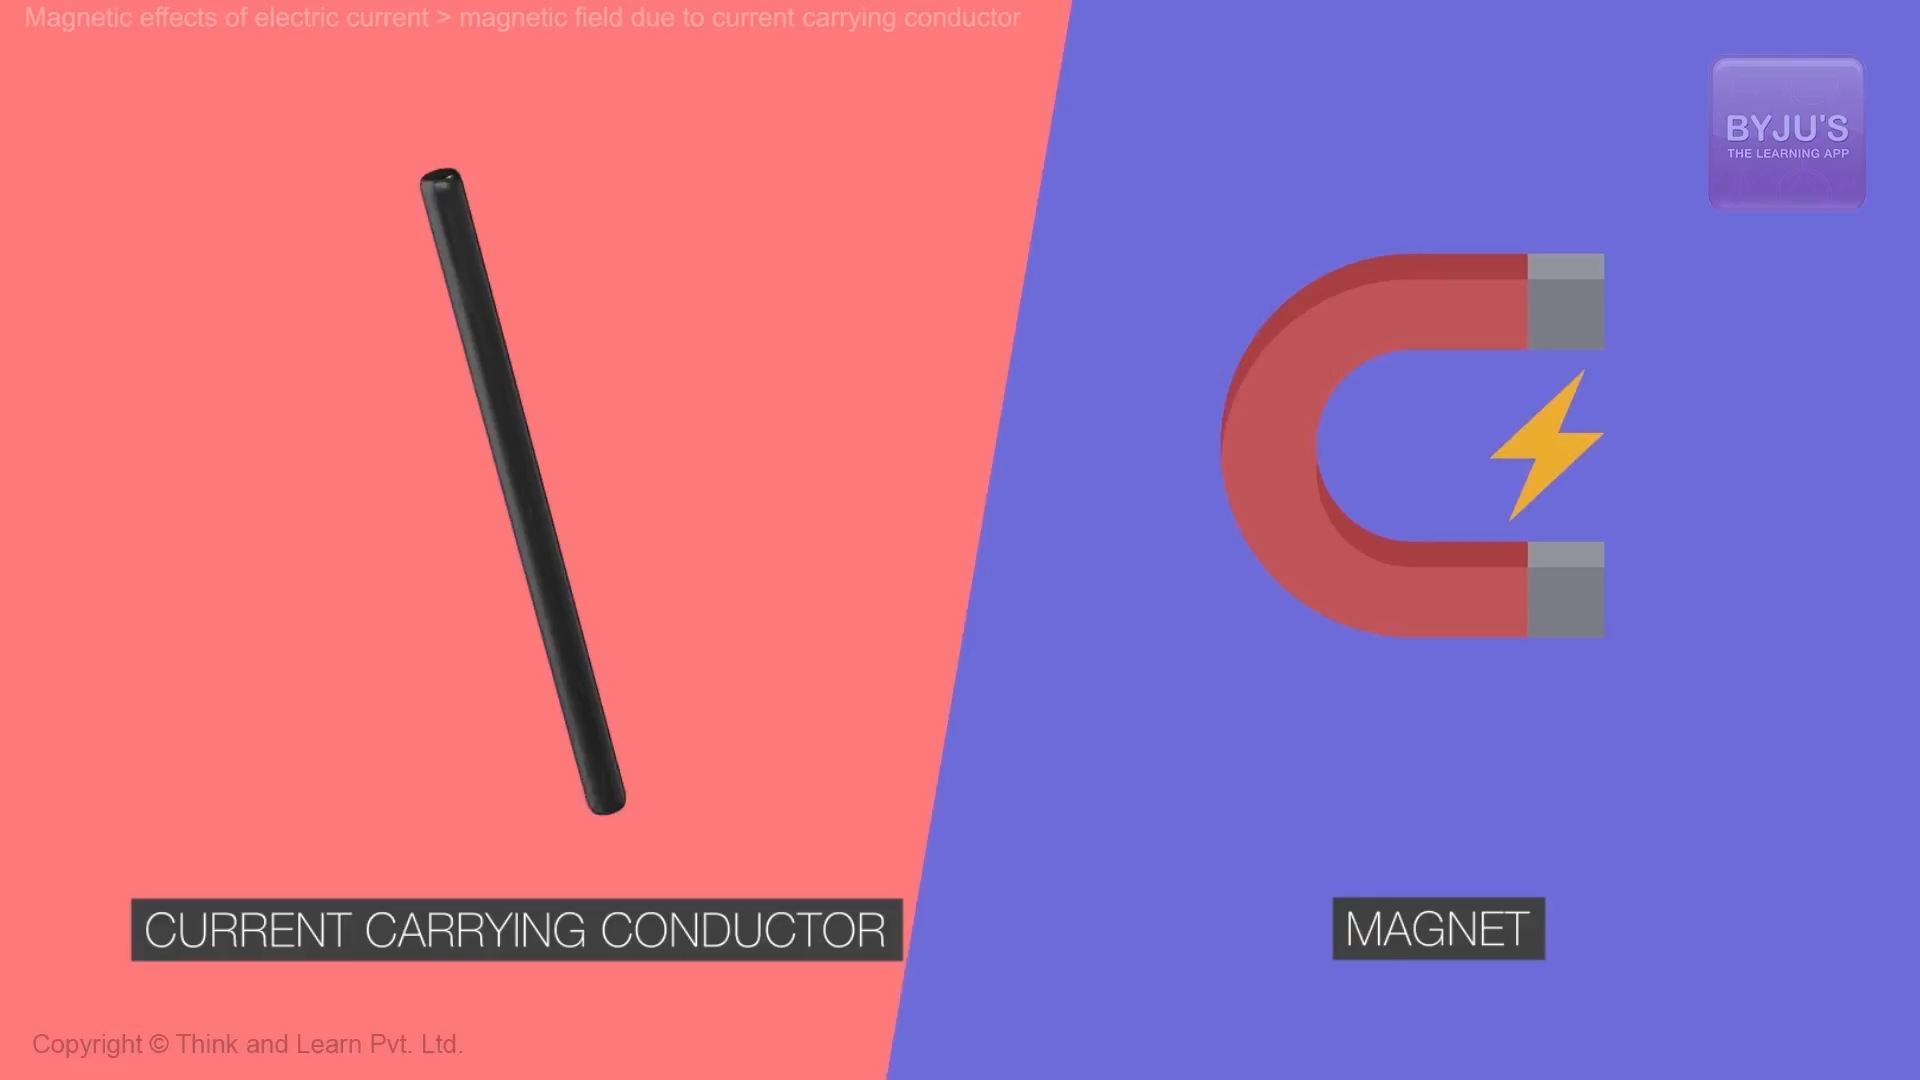 Magnetic effects of electric current > magnetic field due to current carrying conductor
BYJU'S
THE LEARNING APP
CURRENT CARRYING CONDUCTOR
MAGNET
Copyright © Think and Learn Pvt. Ltd.